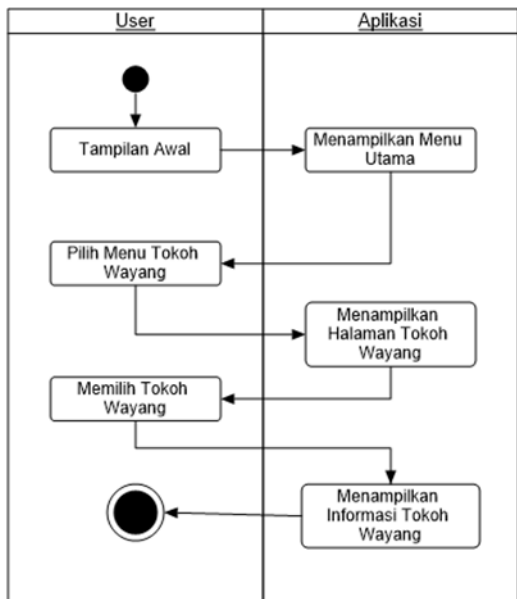 User
Aplikasi
Tampilan Awal
Menampilkan Menu
Utama
Pilih Menu Tokoh
Wayang
Menampilkan
Halaman Tokoh
Wayang
Memilih Tokoh
Wayang
Menampilkan
Informasi Tokoh
Wayang